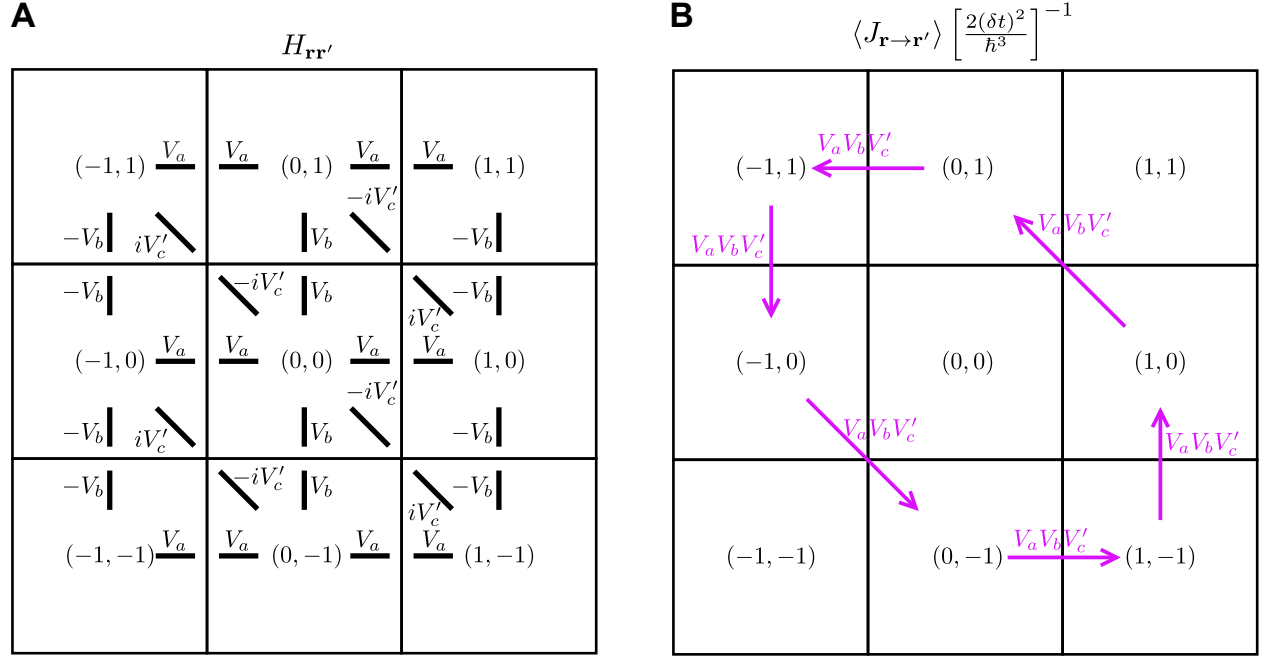 A
H_{rr′}
V_a V_a V_a V_a
(−1, 1) (0, 1) (1, 1)
−iV′_c
−V_b iV′_c V_b −V_b
−V_b −iV′_c V_b −V_b
iV′_c
V_a V_a V_a V_a
(−1, 0) (0, 0) (1, 0)
−iV′_c
−V_b iV′_c V_b −V_b
−V_b −iV′_c V_b −V_b
iV′_c
V_a V_a V_a V_a
(−1, −1) (0, −1) (1, −1)
B
⟨J_{r→r′}⟩ [2(δt)²/ħ³]⁻¹
V_aV_bV′_c
(−1, 1) (0, 1) (1, 1)
V_aV_bV′_c
V_aV_bV′_c
(−1, 0) (0, 0) (1, 0)
V_aV_bV′_c
V_aV_bV′_c
V_aV_bV′_c
(−1, −1) (0, −1) (1, −1)